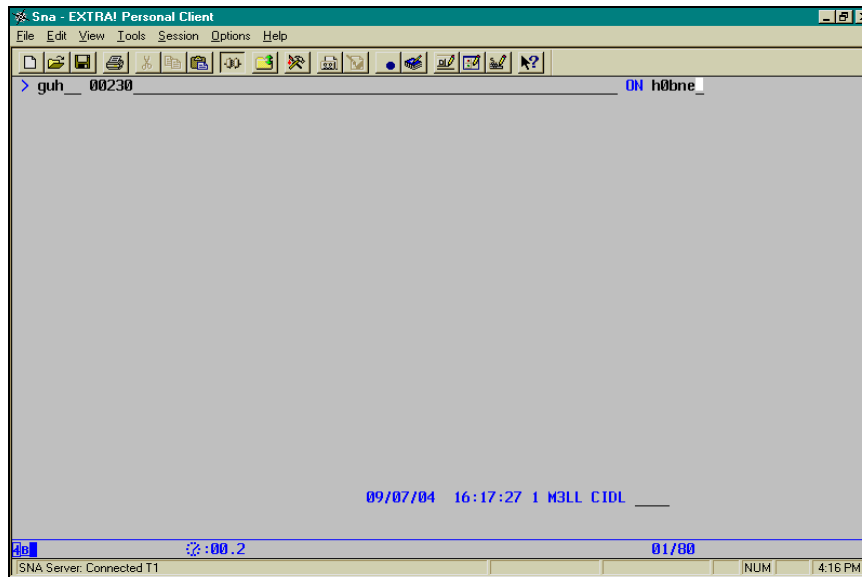 Sna - EXTRA! Personal Client
File Edit View Tools Session Options Help
> guh__ 00230 ON h0bne_
09/07/04 16:17:27 1 M3LL CIDL ____
4B :00.2 01/80
SNA Server: Connected T1 NUM 4:16 PM